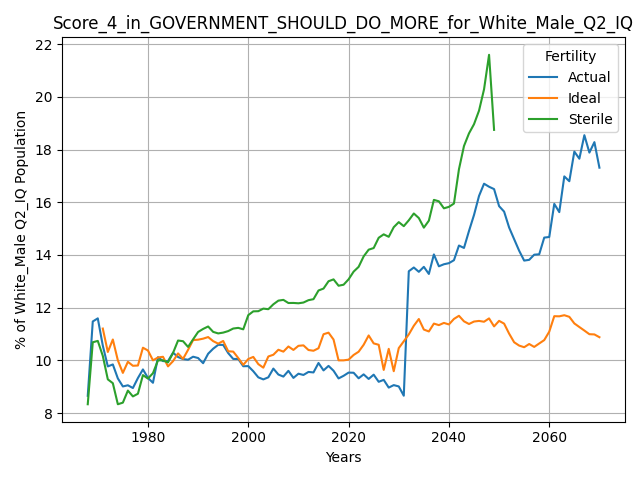 Score_4_in_GOVERNMENT_SHOULD_DO_MORE_for_White_Male_Q2_IQ
Fertility
Actual
Ideal
Sterile
% of White_Male Q2_IQ Population
22
20
18
16
14
12
10
8
1980
2000
2020
2040
2060
Years